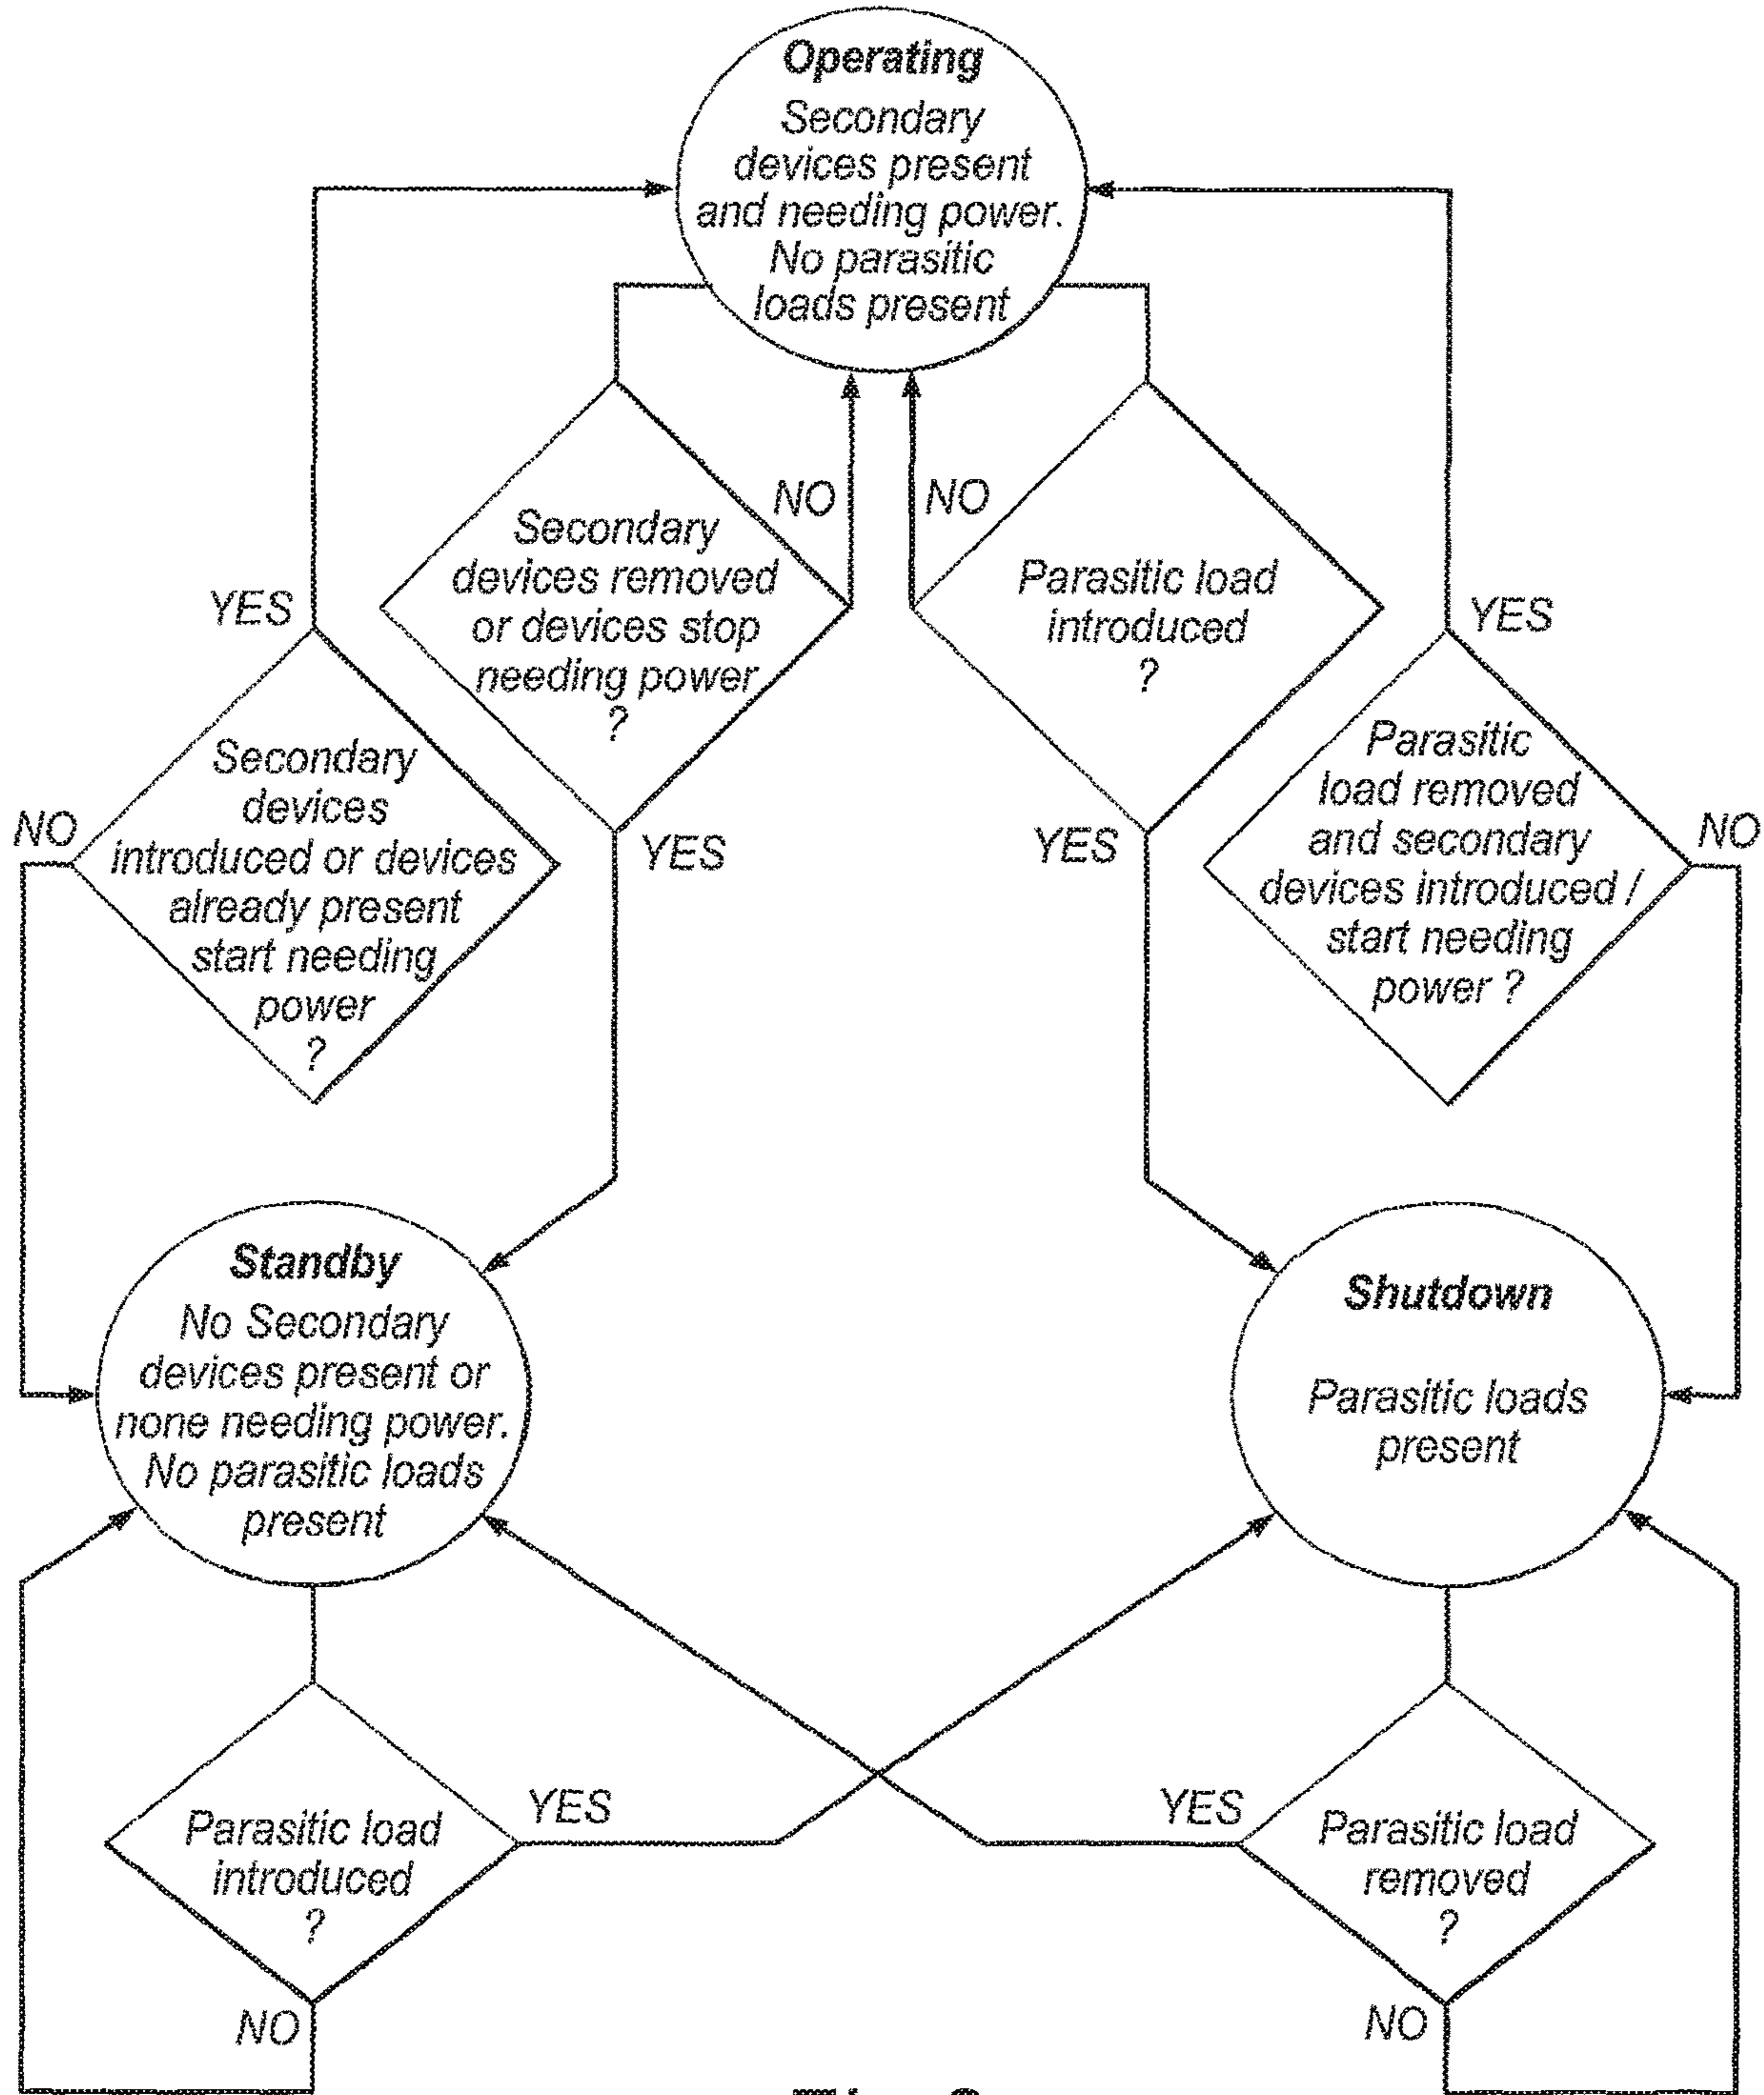 Operating
Secondary
devices present
and needing power.
No parasitic
loads present
NO
NO
Secondary
devices removed
or devices stop
needing power
?
Parasitic load
introduced
?
YES
YES
Secondary
devices
introduced or devices
already present
start needing
power
?
Parasitic
load removed
and secondary
devices introduced /
start needing
power ?
NO
YES
YES
NO
Standby
No Secondary
devices present or
none needing power.
No parasitic loads
present
Shutdown
Parasitic loads
present
YES
YES
Parasitic load
introduced
?
Parasitic load
removed
?
NO
NO